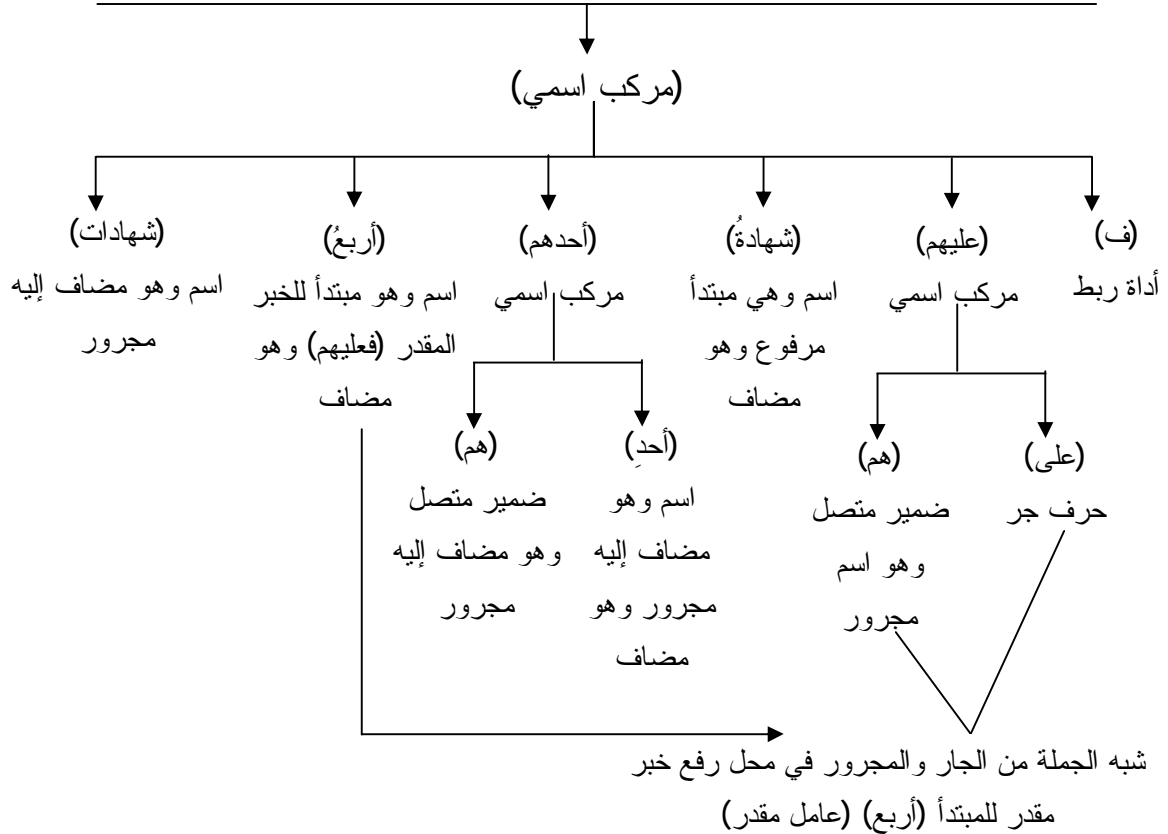 (مركب اسمي)
(ف)
أداة ربط
(عليهم)
مركب اسمي
(شهادةُ)
اسم وهي مبتدأ
مرفوع وهو
مضاف
(أحدهم)
مركب اسمي
(أربعُ)
اسم وهو مبتدأ للخبر
المقدر (فعليهم) وهو
مضاف
(شهادات)
اسم وهو مضاف إليه
مجرور
(على)
حرف جر
(هم)
ضمير متصل
وهو اسم
مجرور
(أحدِ)
اسم وهو
مضاف إليه
مجرور وهو
مضاف
(هم)
ضمير متصل
وهو مضاف إليه
مجرور
شبه الجملة من الجار والمجرور في محل رفع خبر
مقدر للمبتدأ (أربع) (عامل مقدر)